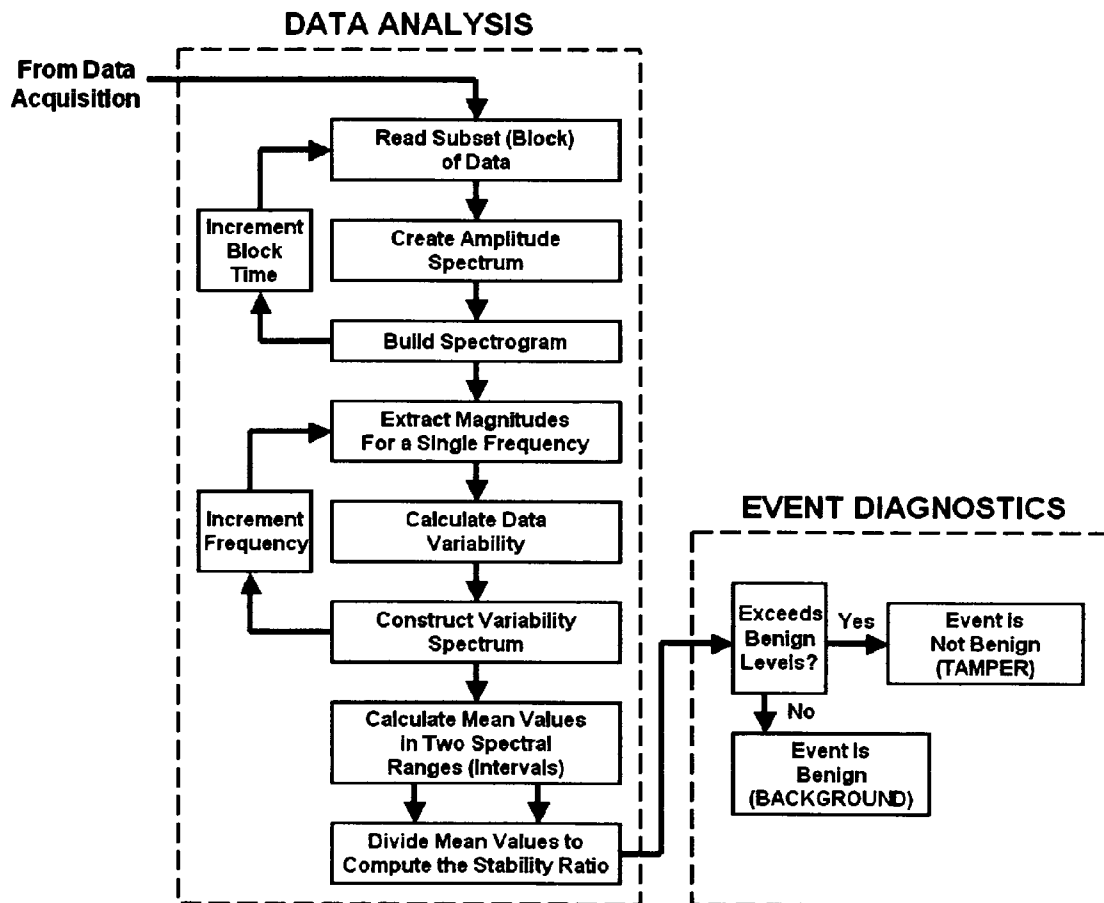 DATA ANALYSIS
From Data
Acquisition
Read Subset (Block)
of Data
Increment
Block
Time
Create Amplitude
Spectrum
Build Spectrogram
Extract Magnitudes
For a Single Frequency
Increment
Frequency
Calculate Data
Variability
Construct Variability
Spectrum
Calculate Mean Values
in Two Spectral
Ranges (Intervals)
Divide Mean Values to
Compute the Stability Ratio
EVENT DIAGNOSTICS
Exceeds
Benign
Levels?
Yes
Event is
Not Benign
(TAMPER)
No
Event Is
Benign
(BACKGROUND)